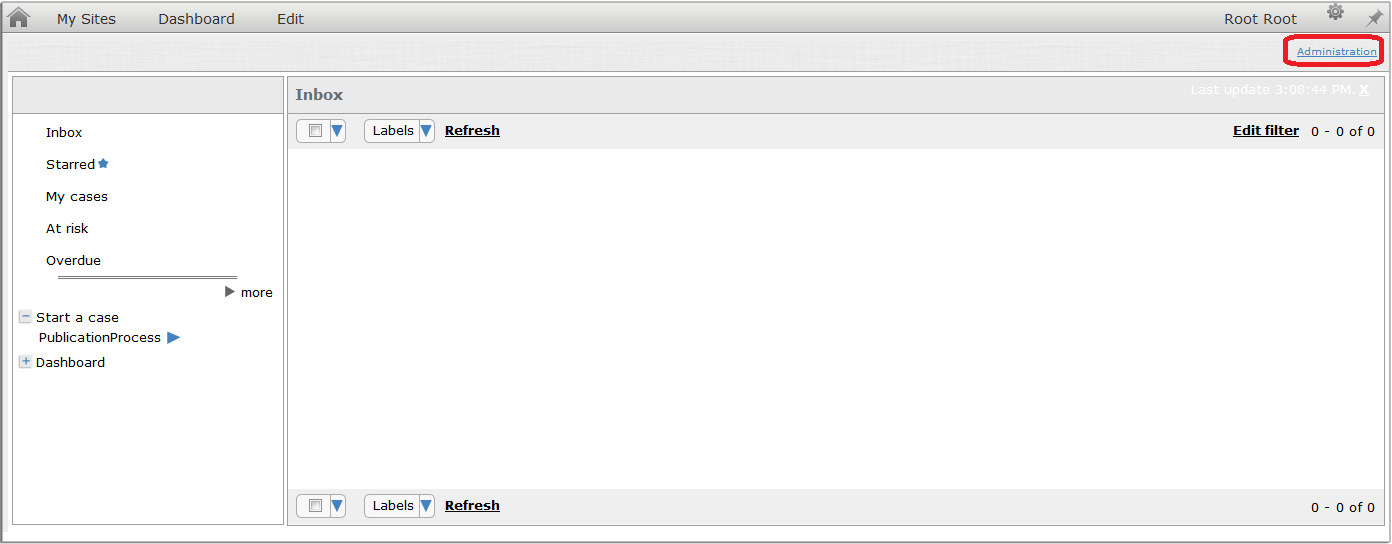 My Sites Dashboard Edit Root Root
Administration
Inbox Last update 3:08:44 PM. X
Labels Refresh Edit filter 0 - 0 of 0
Inbox
Starred
My cases
At risk
Overdue
more
Start a case
PublicationProcess
Dashboard
Labels Refresh 0 - 0 of 0